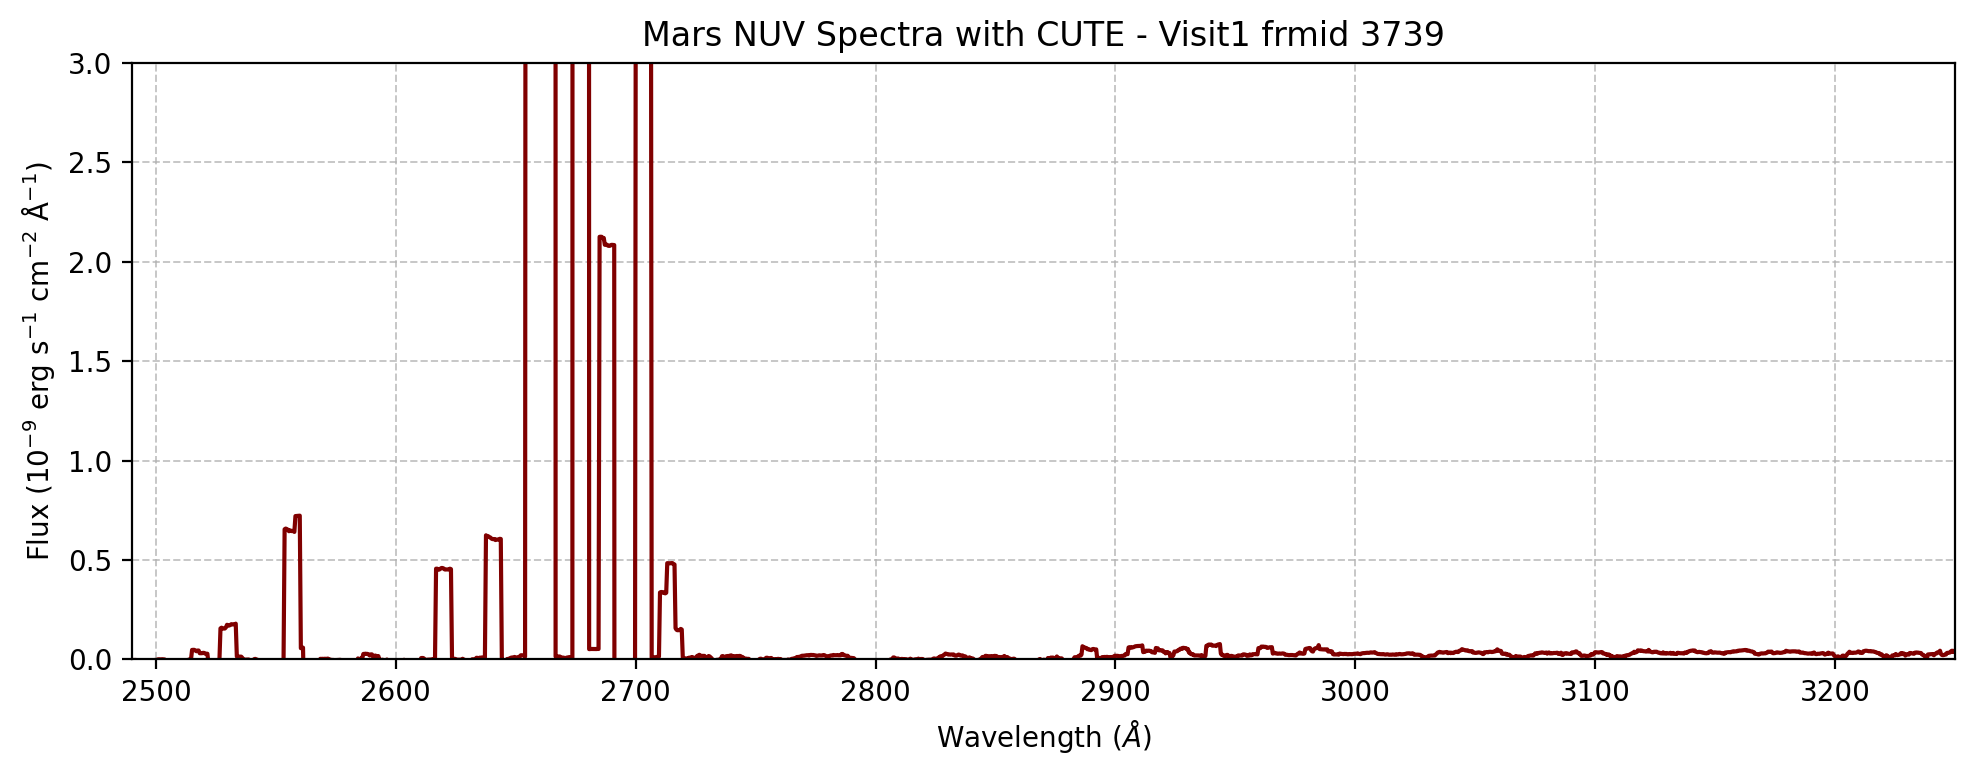 Mars NUV Spectra with CUTE - Visit1 frmid 3739
Flux (10⁻⁹ erg s⁻¹ cm⁻² Å⁻¹)
3.0
2.5
2.0
1.5
1.0
0.5
0.0
2500 2600 2700 2800 2900 3000 3100 3200
Wavelength (Å)